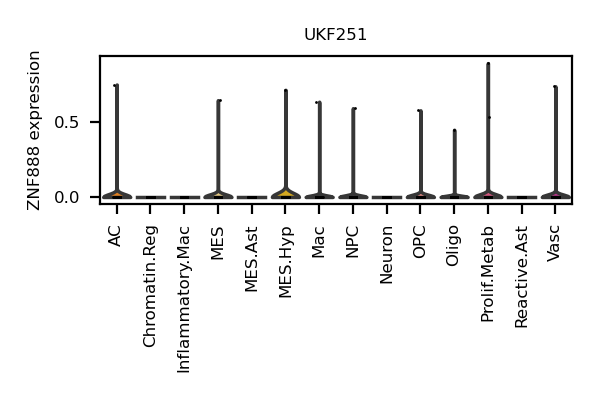 UKF251
ZNF888 expression
0.5
0.0
AC
Chromatin.Reg
Inflammatory.Mac
MES
MES.Ast
MES.Hyp
Mac
NPC
Neuron
OPC
Oligo
Prolif.Metab
Reactive.Ast
Vasc